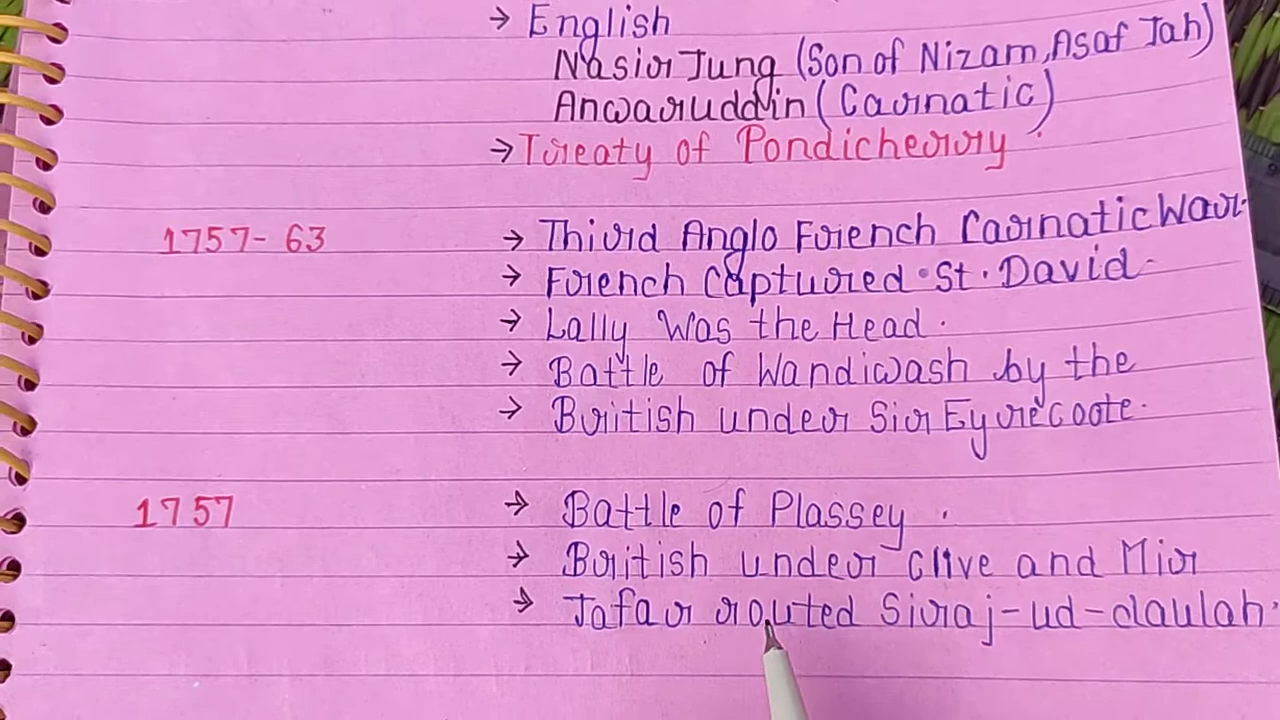 → English
Nasir Jung (Son of Nizam, Asaf Jah)
Anwaruddin (Carnatic)
→ Treaty of Pondicherry.
1757- 63 → Third Anglo French Carnatic War.
→ French Captured St. David
→ Lally Was the Head.
→ Battle of Wandiwash by the
→ British under Sir Eyrecoote.
1757 → Battle of Plassey.
→ British under Clive and Mir
→ Jafar routed Siraj-ud-daulah.